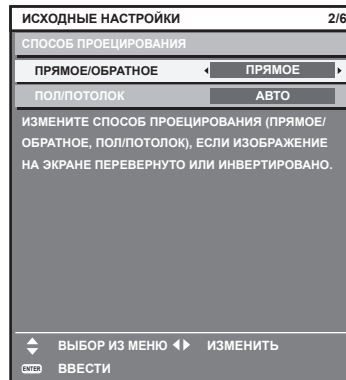 ИСХОДНЫЕ НАСТРОЙКИ 2/6
СПОСОБ ПРОЕЦИРОВАНИЯ
ПРЯМОЕ/ОБРАТНОЕ ПРЯМОЕ
ПОЛ/ПОТОЛОК АВТО
ИЗМЕНИТЕ СПОСОБ ПРОЕЦИРОВАНИЯ (ПРЯМОЕ/
ОБРАТНОЕ, ПОЛ/ПОТОЛОК), ЕСЛИ ИЗОБРАЖЕНИЕ
НА ЭКРАНЕ ПЕРЕВЕРНУТО ИЛИ ИНВЕРТИРОВАНО.
ВЫБОР ИЗ МЕНЮ ИЗМЕНИТЬ
ENTER ВВЕСТИ